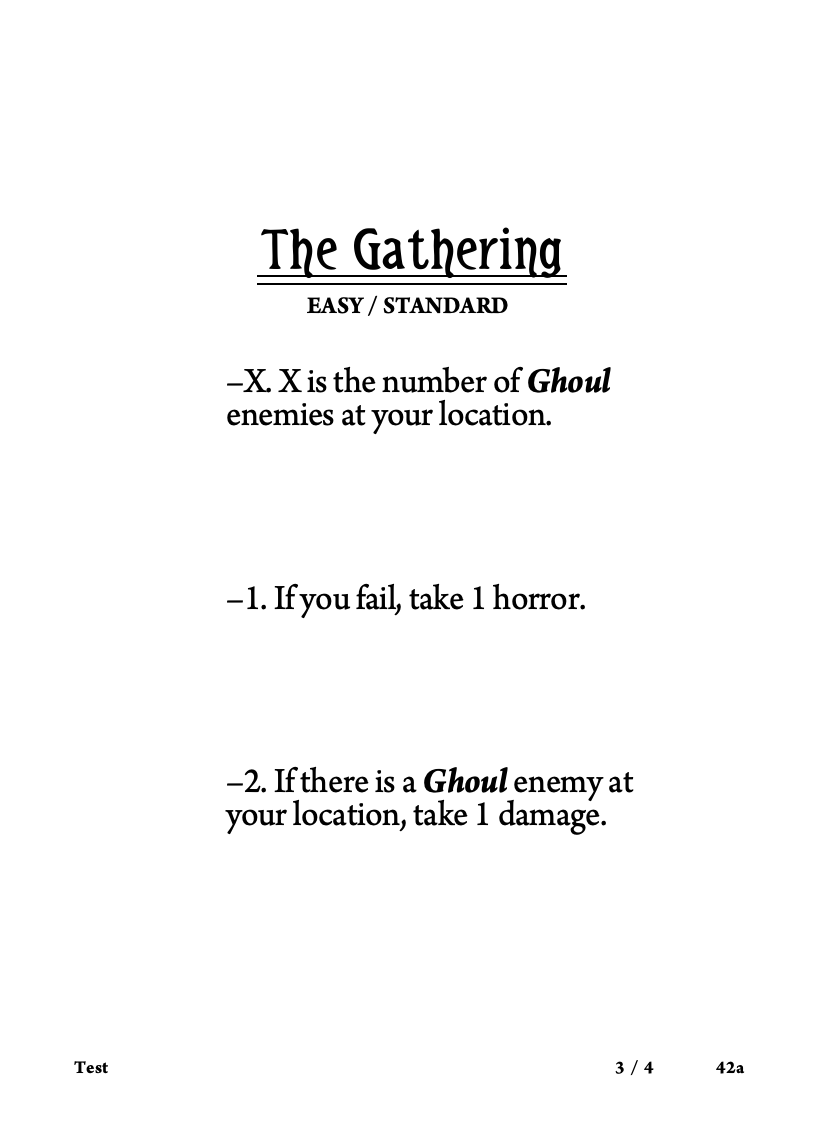 The Gathering
EASY / STANDARD
–X. X is the number of Ghoul
enemies at your location.
–1. If you fail, take 1 horror.
–2. If there is a Ghoul enemy at
your location, take 1 damage.
Test 3 / 4 42a